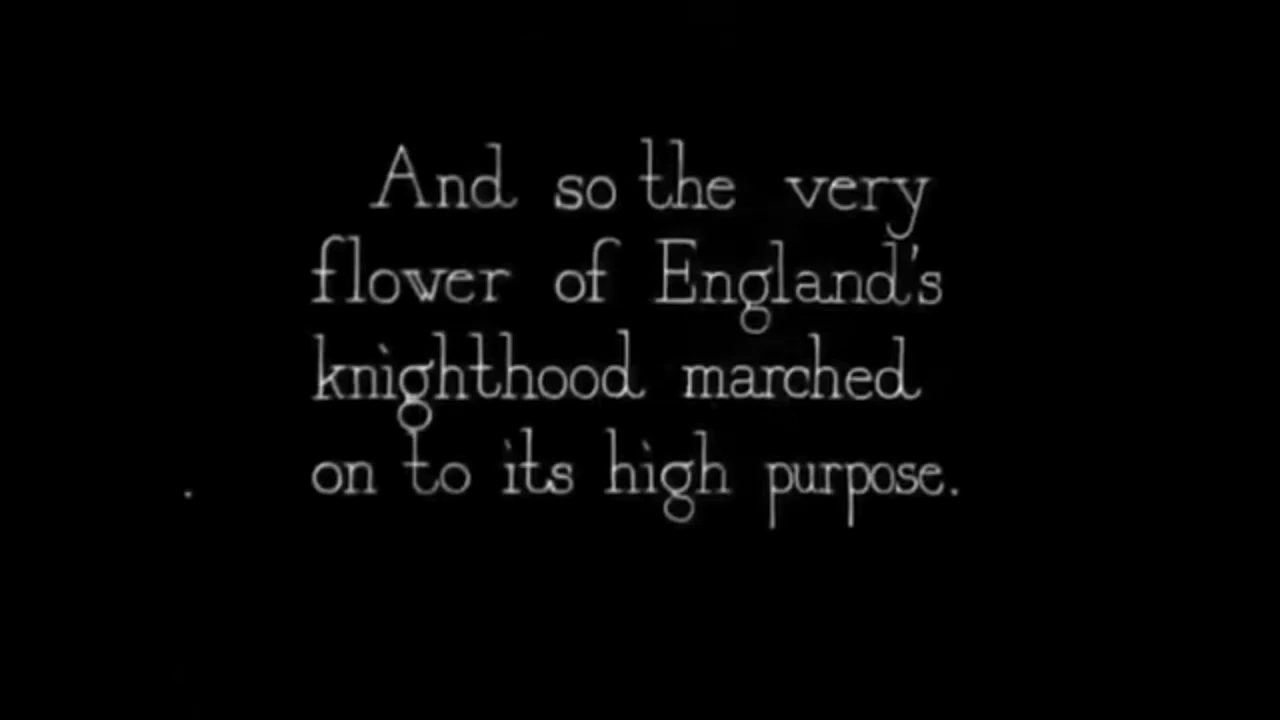 And so the very
flower of England's
knighthood marched
on to its high purpose.